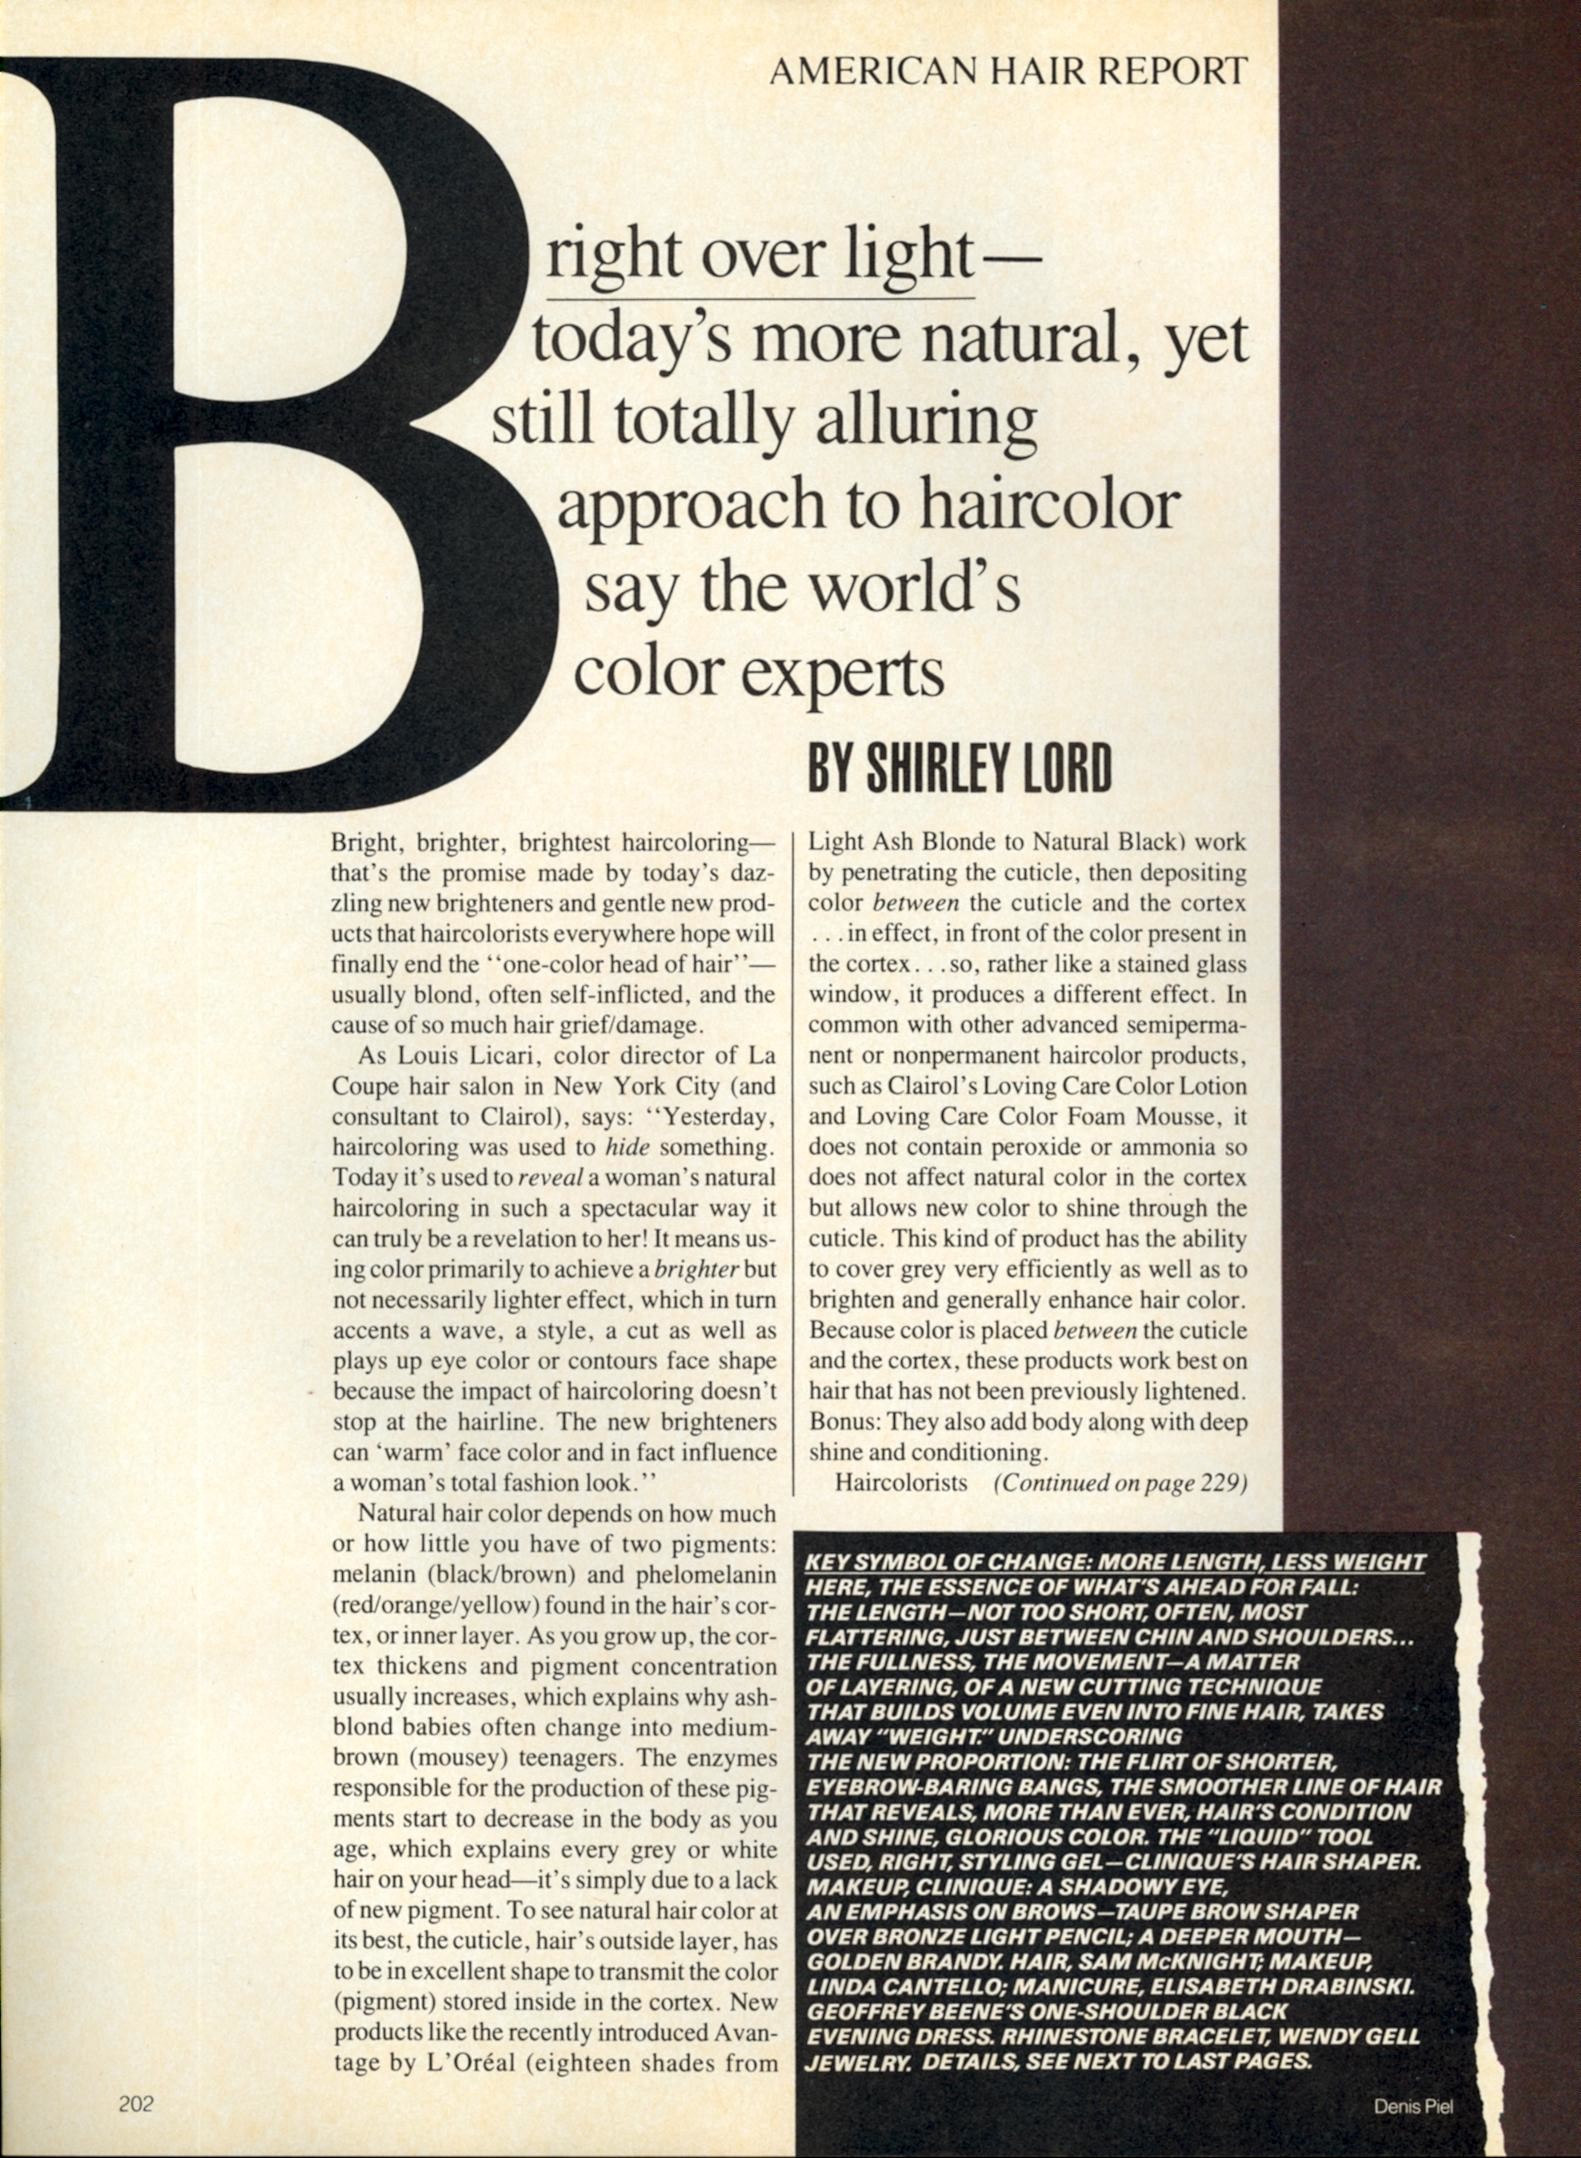 AMERICAN HAIR REPORT
Bright over light—
today's more natural, yet
still totally alluring
approach to haircolor
say the world's
color experts
BY SHIRLEY LORD
Bright, brighter, brightest haircoloring—
that's the promise made by today's daz-
zling new brighteners and gentle new prod-
ucts that haircolorists everywhere hope will
finally end the "one-color head of hair"—
usually blond, often self-inflicted, and the
cause of so much hair grief/damage.
As Louis Licari, color director of La
Coupe hair salon in New York City (and
consultant to Clairol), says: "Yesterday,
haircoloring was used to hide something.
Today it's used to reveal a woman's natural
haircoloring in such a spectacular way it
can truly be a revelation to her! It means us-
ing color primarily to achieve a brighter but
not necessarily lighter effect, which in turn
accents a wave, a style, a cut as well as
plays up eye color or contours face shape
because the impact of haircoloring doesn't
stop at the hairline. The new brighteners
can 'warm' face color and in fact influence
a woman's total fashion look."
Natural hair color depends on how much
or how little you have of two pigments:
melanin (black/brown) and phelomelanin
(red/orange/yellow) found in the hair's cor-
tex, or inner layer. As you grow up, the cor-
tex thickens and pigment concentration
usually increases, which explains why ash-
blond babies often change into medium-
brown (mousey) teenagers. The enzymes
responsible for the production of these pig-
ments start to decrease in the body as you
age, which explains every grey or white
hair on your head—it's simply due to a lack
of new pigment. To see natural hair color at
its best, the cuticle, hair's outside layer, has
to be in excellent shape to transmit the color
(pigment) stored inside in the cortex. New
products like the recently introduced Avan-
tage by L'Oréal (eighteen shades from
Light Ash Blonde to Natural Black) work
by penetrating the cuticle, then depositing
color between the cuticle and the cortex
. . . in effect, in front of the color present in
the cortex. . . so, rather like a stained glass
window, it produces a different effect. In
common with other advanced semiperma-
nent or nonpermanent haircolor products,
such as Clairol's Loving Care Color Lotion
and Loving Care Color Foam Mousse, it
does not contain peroxide or ammonia so
does not affect natural color in the cortex
but allows new color to shine through the
cuticle. This kind of product has the ability
to cover grey very efficiently as well as to
brighten and generally enhance hair color.
Because color is placed between the cuticle
and the cortex, these products work best on
hair that has not been previously lightened.
Bonus: They also add body along with deep
shine and conditioning.
Haircolorists (Continued on page 229)
KEY SYMBOL OF CHANGE: MORE LENGTH, LESS WEIGHT
HERE, THE ESSENCE OF WHAT'S AHEAD FOR FALL:
THE LENGTH—NOT TOO SHORT, OFTEN, MOST
FLATTERING, JUST BETWEEN CHIN AND SHOULDERS...
THE FULLNESS, THE MOVEMENT—A MATTER
OF LAYERING, OF A NEW CUTTING TECHNIQUE
THAT BUILDS VOLUME EVEN INTO FINE HAIR, TAKES
AWAY "WEIGHT." UNDERSCORING
THE NEW PROPORTION: THE FLIRT OF SHORTER,
EYEBROW-BARING BANGS, THE SMOOTHER LINE OF HAIR
THAT REVEALS, MORE THAN EVER, HAIR'S CONDITION
AND SHINE, GLORIOUS COLOR. THE "LIQUID" TOOL
USED, RIGHT, STYLING GEL—CLINIQUE'S HAIR SHAPER.
MAKEUP, CLINIQUE: A SHADOWY EYE,
AN EMPHASIS ON BROWS—TAUPE BROW SHAPER
OVER BRONZE LIGHT PENCIL; A DEEPER MOUTH—
GOLDEN BRANDY. HAIR, SAM McKNIGHT; MAKEUP,
LINDA CANTELLO; MANICURE, ELISABETH DRABINSKI.
GEOFFREY BEENE'S ONE-SHOULDER BLACK
EVENING DRESS. RHINESTONE BRACELET, WENDY GELL
JEWELRY. DETAILS, SEE NEXT TO LAST PAGES.
202
Denis Piel